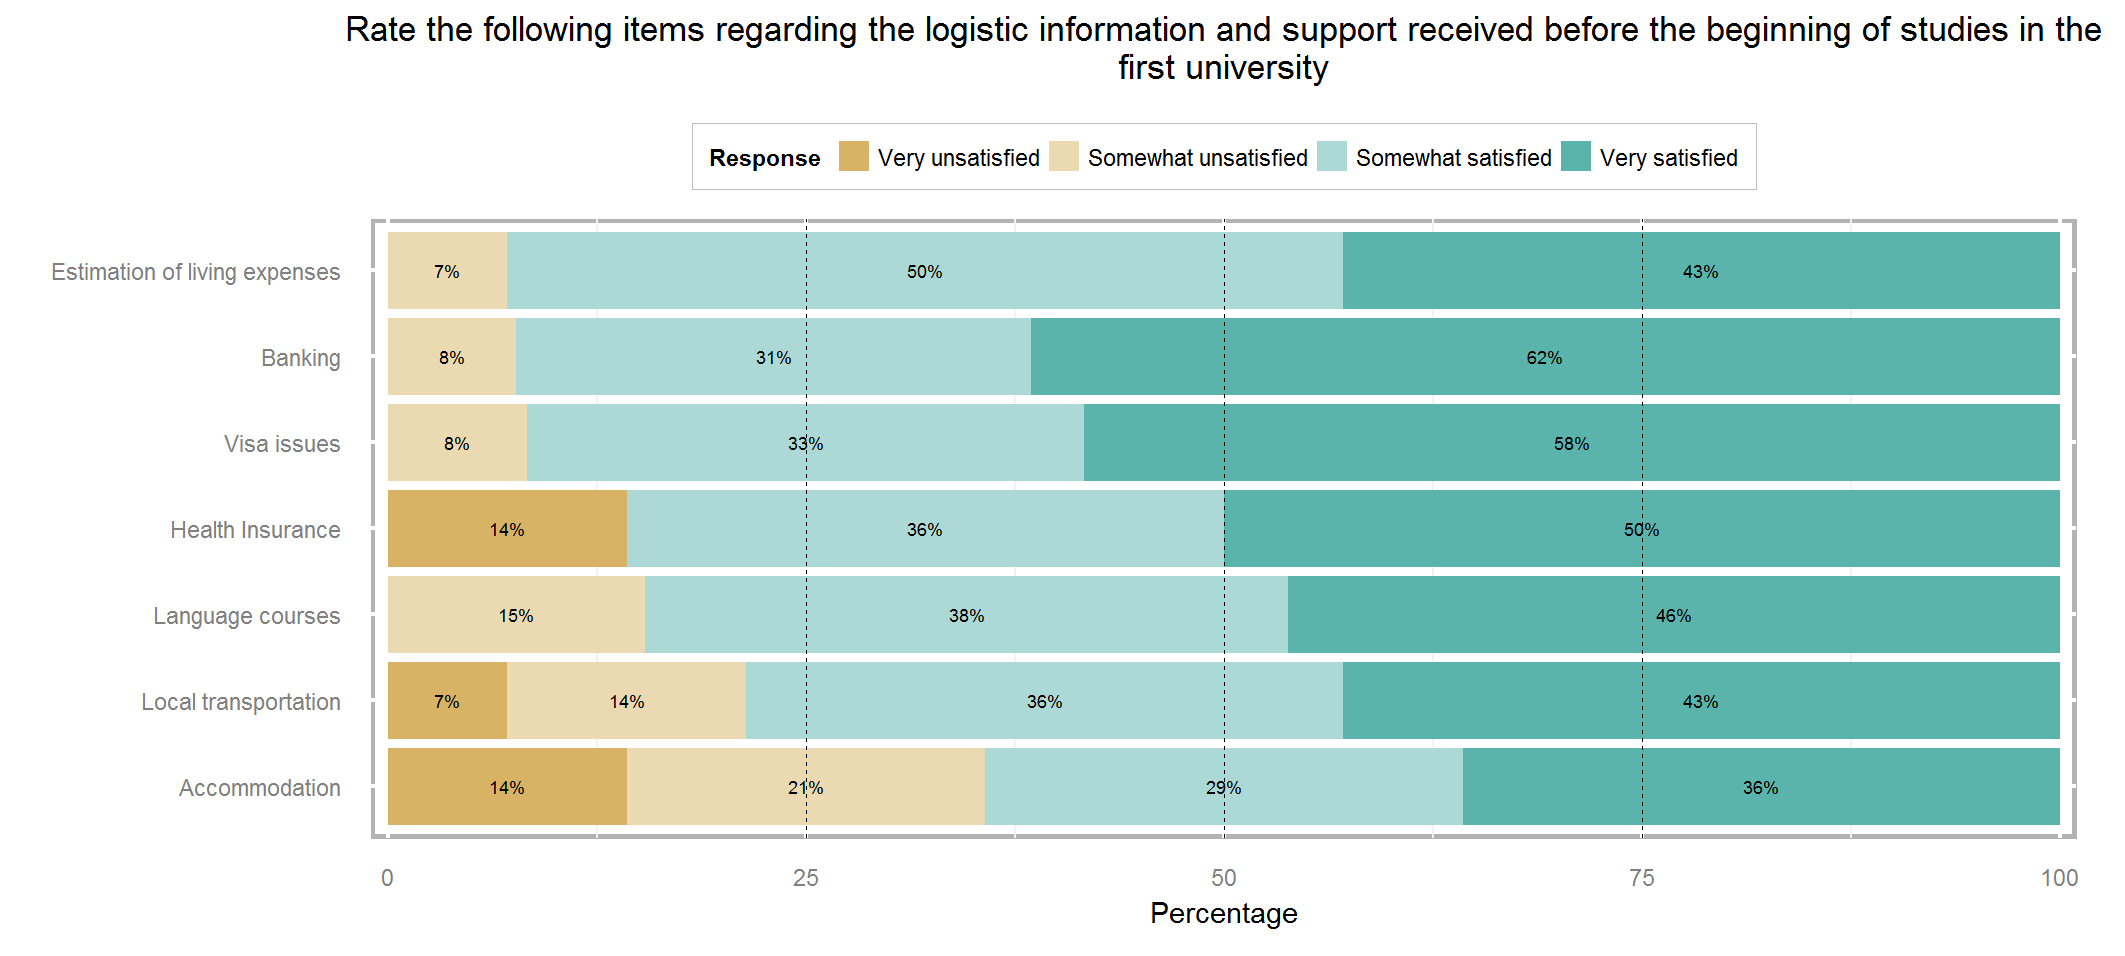 Rate the following items regarding the logistic information and support received before the beginning of studies in the
first university
Response Very unsatisfied Somewhat unsatisfied Somewhat satisfied Very satisfied
Estimation of living expenses 7% 50% 43%
Banking 8% 31% 62%
Visa issues 8% 33% 58%
Health Insurance 14% 36% 50%
Language courses 15% 38% 46%
Local transportation 7% 14% 36% 43%
Accommodation 14% 21% 29% 36%
0 25 50 75 100
Percentage